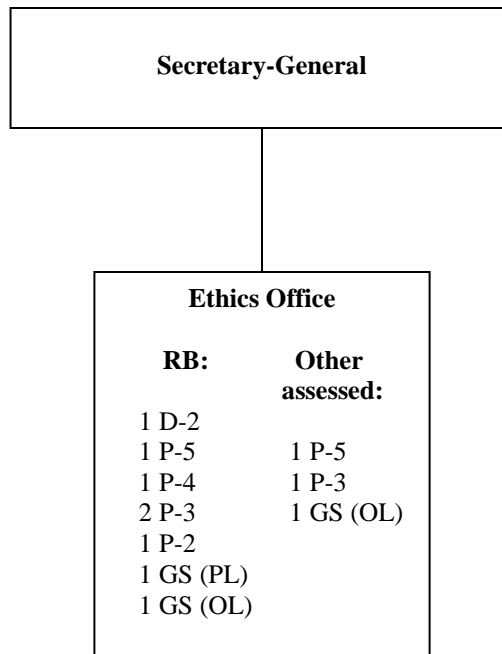 Secretary-General
Ethics Office
RB: Other
assessed:
1 D-2
1 P-5 1 P-5
1 P-4 1 P-3
2 P-3 1 GS (OL)
1 P-2
1 GS (PL)
1 GS (OL)